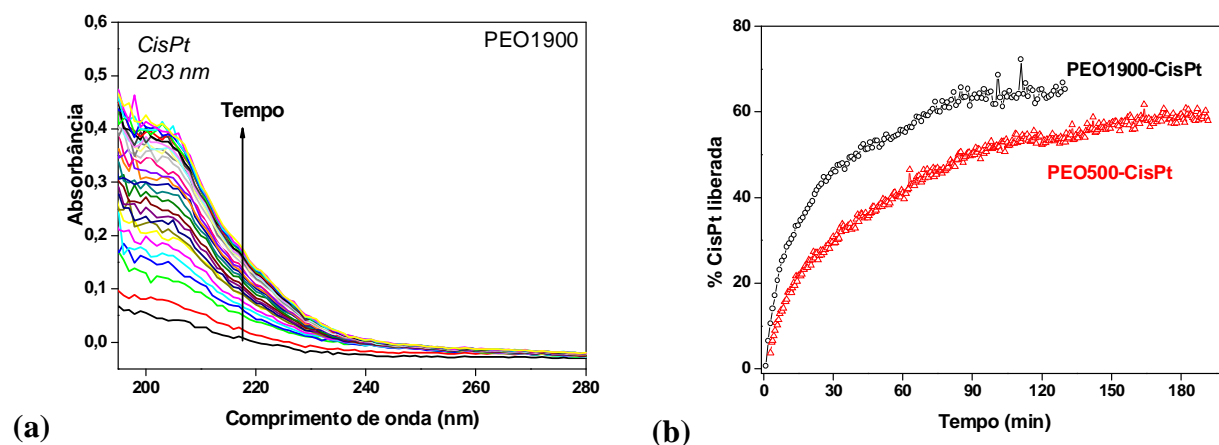 0,6
0,5
0,4
0,3
0,2
0,1
0,0
Absorbância
CisPt
203 nm
PEO1900
Tempo
200 220 240 260 280
Comprimento de onda (nm)
(a)
80
60
40
20
0
% CisPt liberada
PEO1900-CisPt
PEO500-CisPt
0 30 60 90 120 150 180
Tempo (min)
(b)